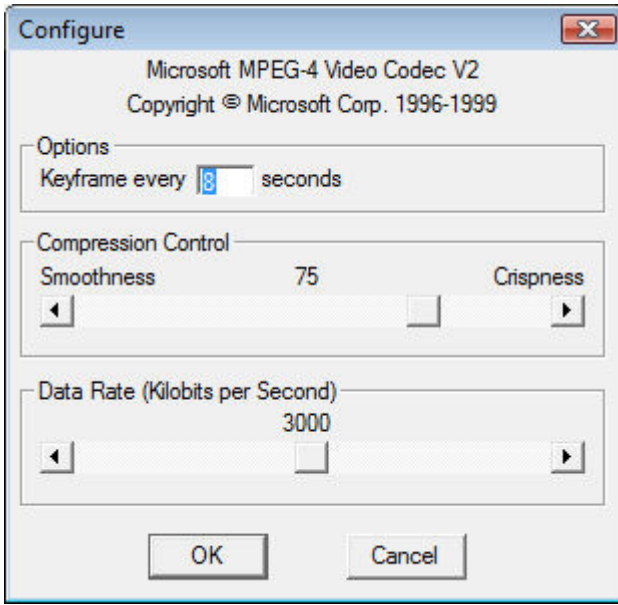 Configure
Microsoft MPEG-4 Video Codec V2
Copyright © Microsoft Corp. 1996-1999
Options
Keyframe every 8 seconds
Compression Control
Smoothness 75 Crispness
Data Rate (Kilobits per Second)
3000
OK Cancel